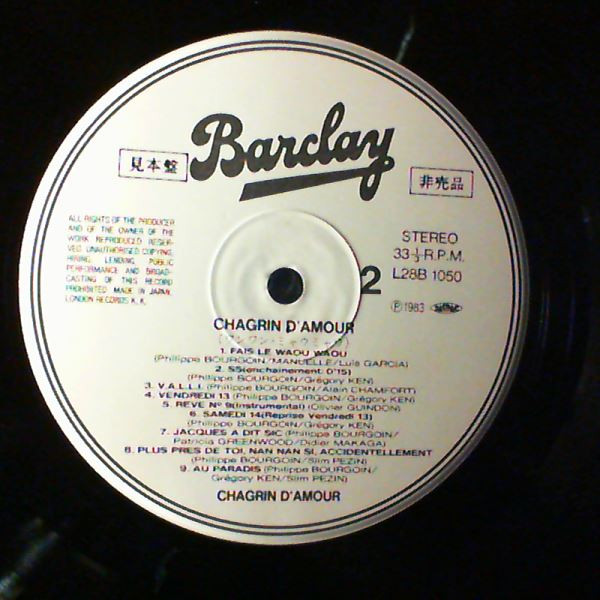 Barclay
見本盤
非売品
ALL RIGHTS OF THE PRODUCER
AND OF THE OWNER OF THE
WORK REPRODUCED RESER-
VED UNAUTHORISED COPYING,
HIRING, LENDING, PUBLIC
PERFORMANCE AND BROAD-
CASTING OF THIS RECORD
PROHIBITED. MADE IN JAPAN.
LONDON RECORDS K. K.
STEREO
33⅓ R.P.M.
L28B 1050
2
Ⓟ 1983
CHAGRIN D'AMOUR
1. FAIS LE WAOU WAOU
(Philippe BOURGOIN/MANUELLE/Luis GARCIA)
2. SS(enchainement: 0'15)
(Philippe BOURGOIN/Grégory KEN)
3. V.A.L.L.I. (Philippe BOURGOIN/Alain CHAMFORT)
4. VENDREDI 13 (Philippe BOURGOIN/Grégory KEN)
5. REVE Nº 9(Instrumental) (Olivier GUINDON)
6. SAMEDI 14(Reprise Vendredi 13)
(Philippe BOURGOIN/Grégory KEN)
7. JACQUES A DIT SIC (Philippe BOURGOIN/
Patricia GREENWOOD/Didier MAKAGA)
8. PLUS PRES DE TOI, NAN NAN SI, ACCIDENTELLEMENT
(Philippe BOURGOIN/Slim PEZIN)
9. AU PARADIS (Philippe BOURGOIN/
Grégory KEN/Slim PEZIN)
CHAGRIN D'AMOUR